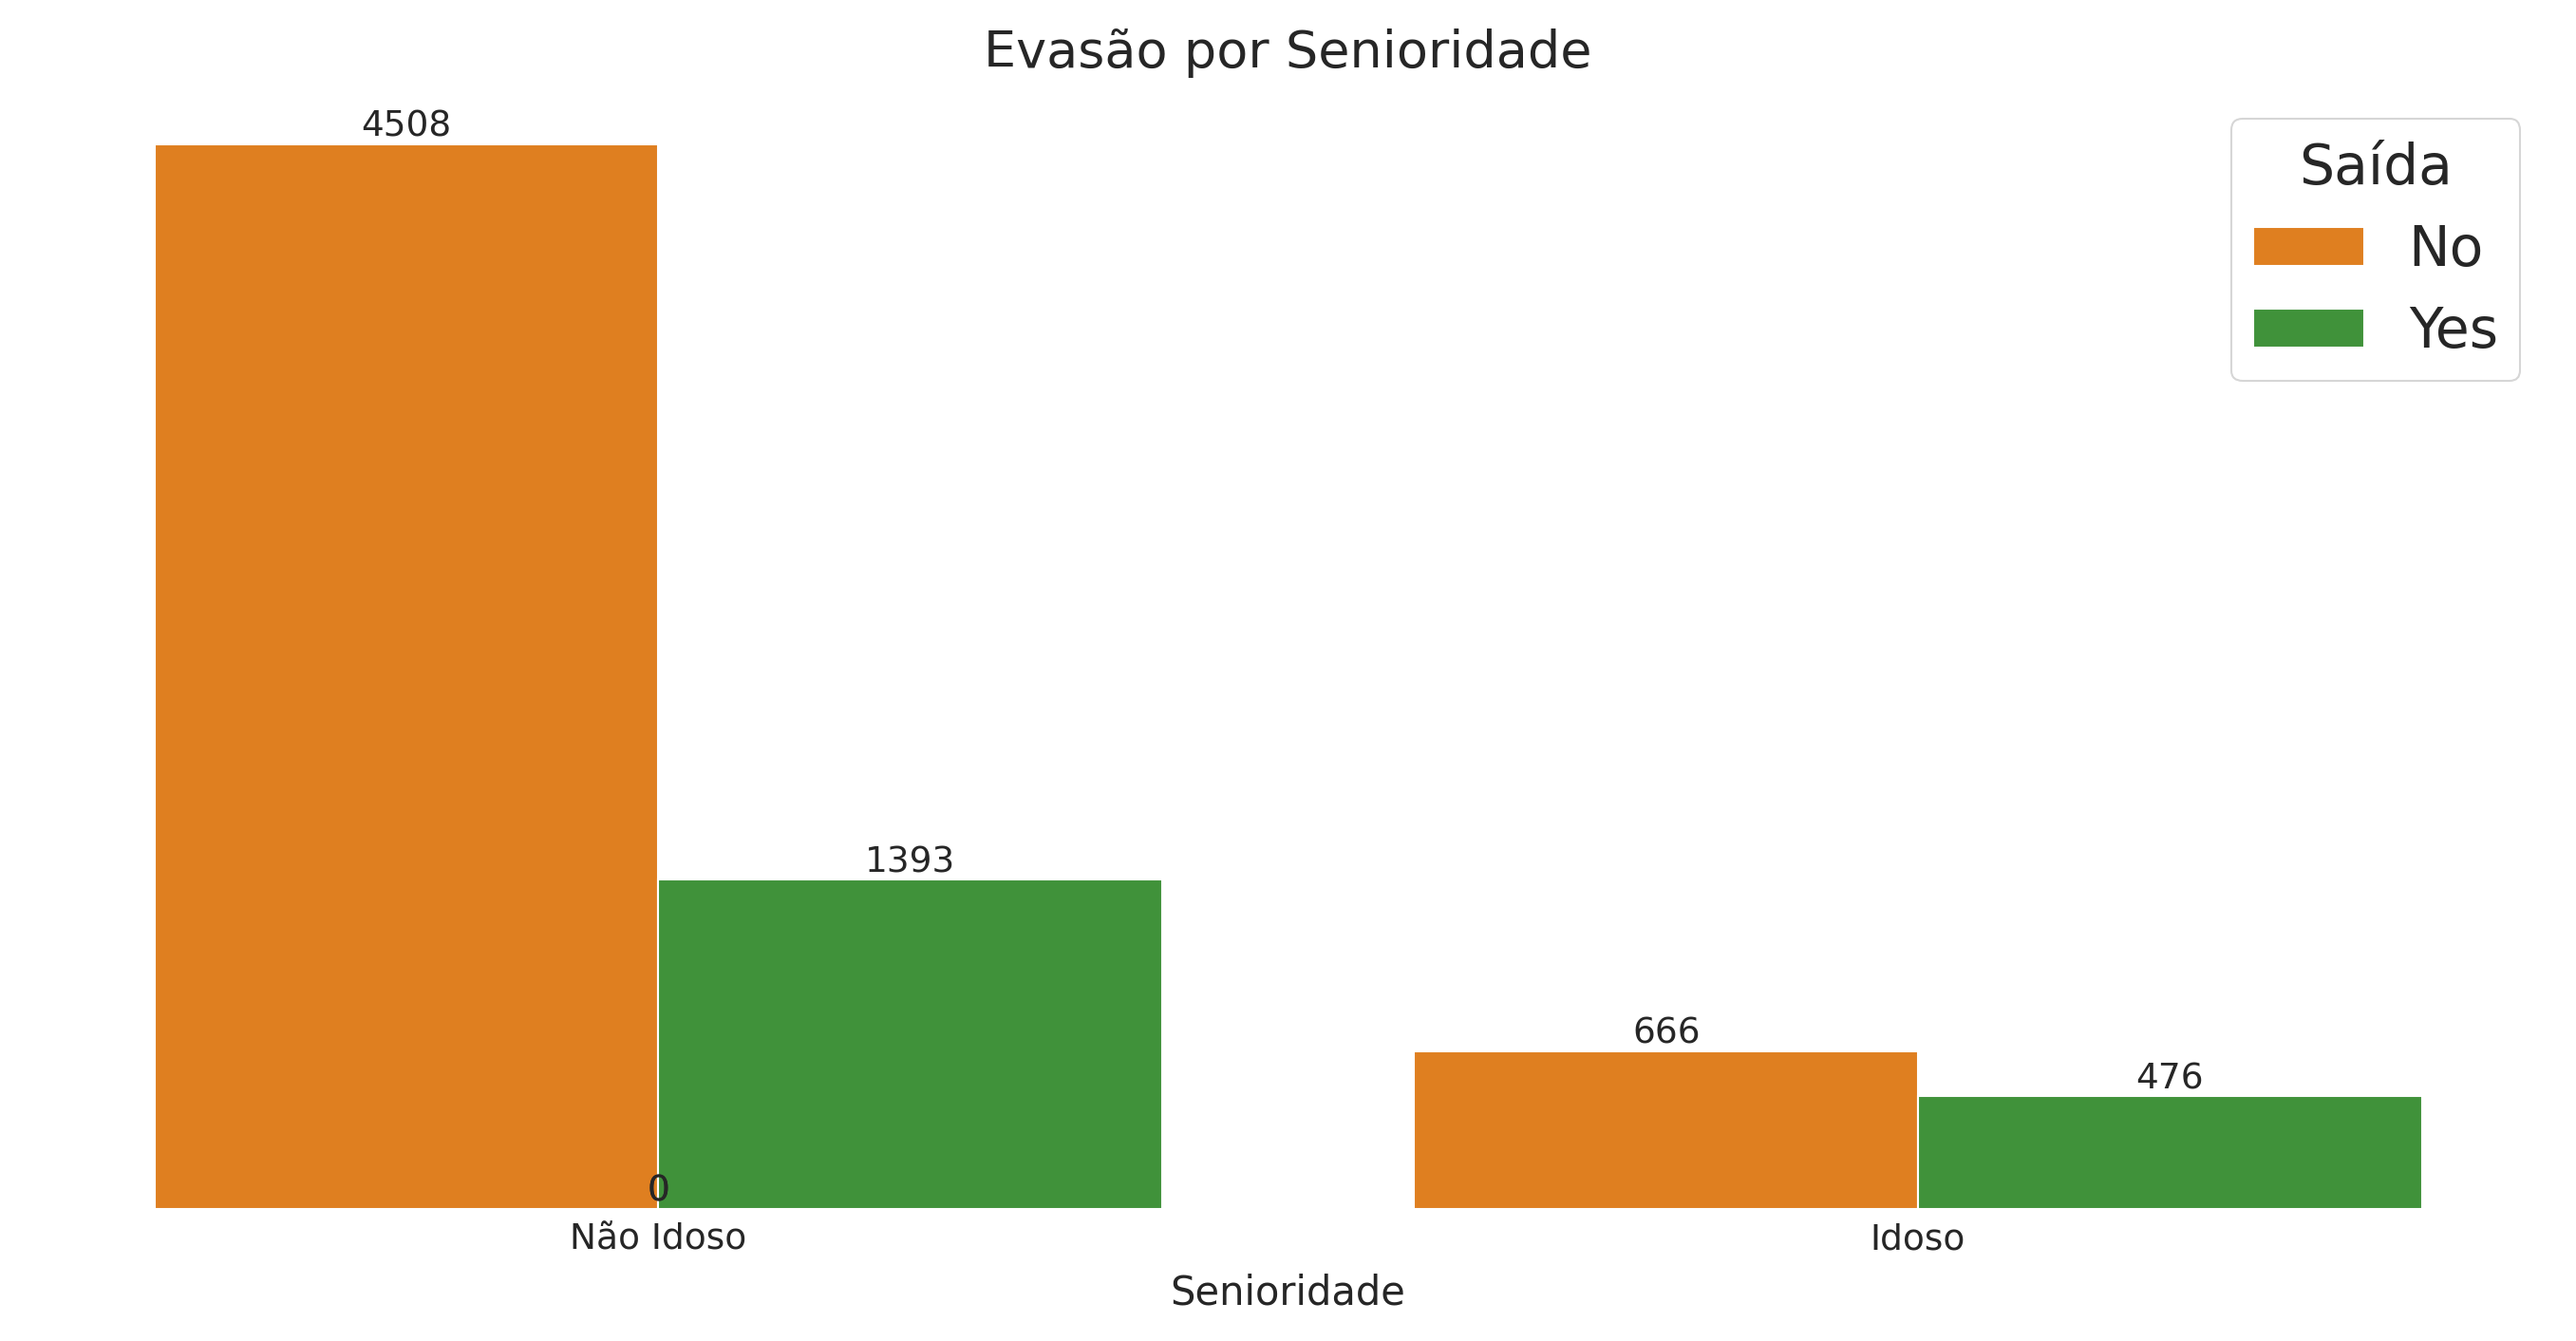 Evasão por Senioridade
4508
Saída
No
Yes
1393
666
476
0
Não Idoso
Idoso
Senioridade